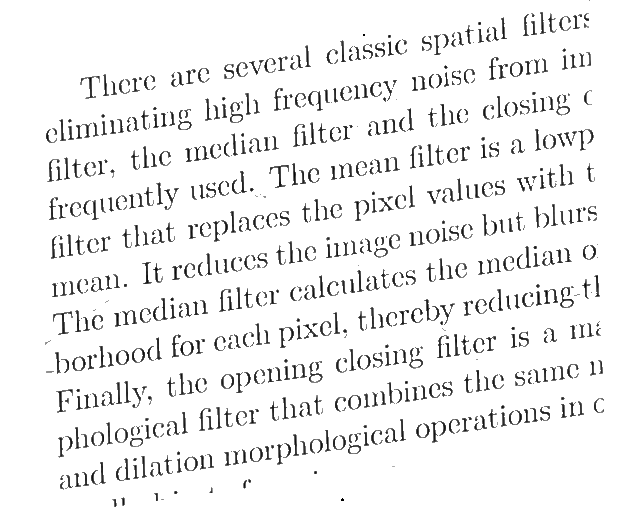 There are several classic spatial filters
eliminating high frequency noise from im
filter, the median filter and the closing
frequently used. The mean filter is a lowp
filter that replaces the pixel values with t
mean. It reduces the image noise but blurs
The median filter calculates the median o
borhood for each pixel, thereby reducing th
Finally, the opening closing filter is a ma
phological filter that combines the same
and dilation morphological operations in